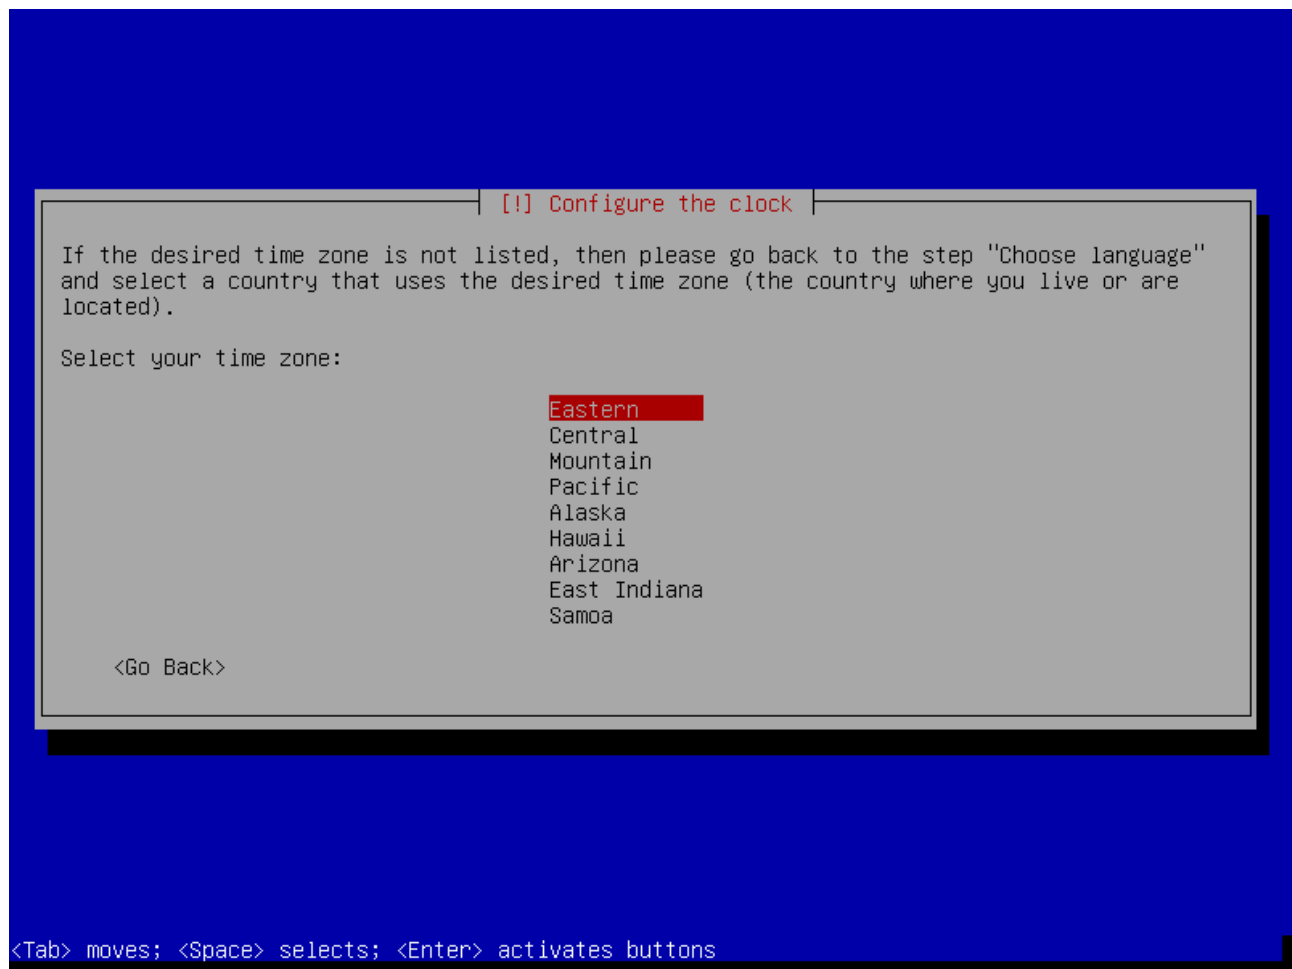 [!] Configure the clock
If the desired time zone is not listed, then please go back to the step "Choose language"
and select a country that uses the desired time zone (the country where you live or are
located).
Select your time zone:
Eastern
Central
Mountain
Pacific
Alaska
Hawaii
Arizona
East Indiana
Samoa
<Go Back>
<Tab> moves; <Space> selects; <Enter> activates buttons